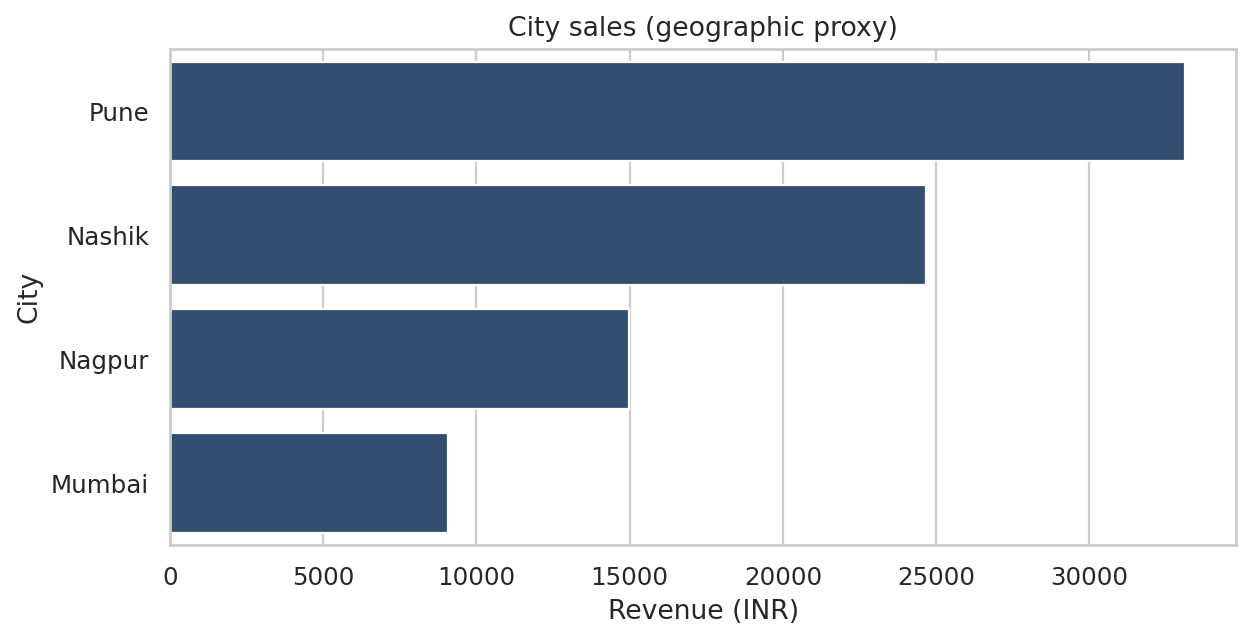 City sales (geographic proxy)
Pune
Nashik
Nagpur
Mumbai
City
0 5000 10000 15000 20000 25000 30000
Revenue (INR)